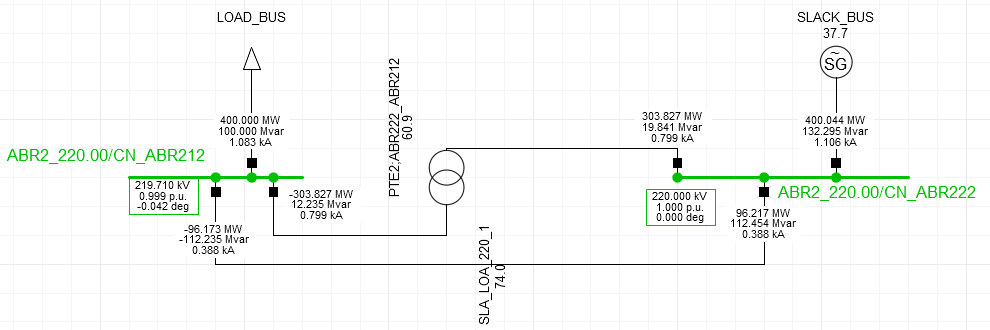 LOAD_BUS
SLACK_BUS
37.7
~
SG
PTE2;ABR222_ABR212
60.9
400.000 MW
100.000 Mvar
1.083 kA
303.827 MW
19.841 Mvar
0.799 kA
400.044 MW
132.295 Mvar
1.106 kA
ABR2_220.00/CN_ABR212
219.710 kV
0.999 p.u.
-0.042 deg
-303.827 MW
12.235 Mvar
0.799 kA
220.000 kV
1.000 p.u.
0.000 deg
ABR2_220.00/CN_ABR222
-96.173 MW
-112.235 Mvar
0.388 kA
96.217 MW
112.454 Mvar
0.388 kA
SLA_LOA_220_1
74.0